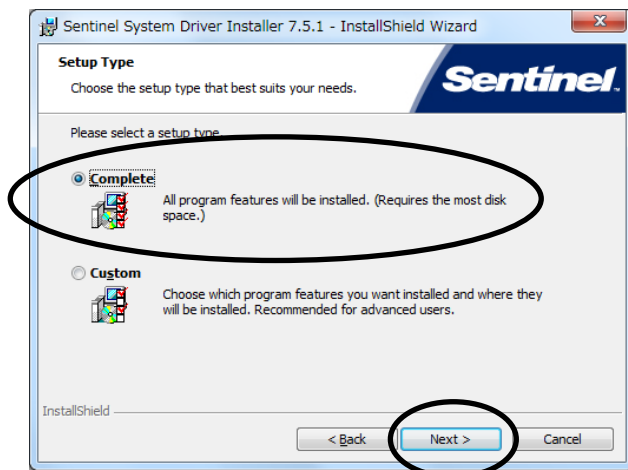 Sentinel System Driver Installer 7.5.1 - InstallShield Wizard
Setup Type
Choose the setup type that best suits your needs.
Sentinel.
Please select a setup type.
Complete
All program features will be installed. (Requires the most disk
space.)
Custom
Choose which program features you want installed and where they
will be installed. Recommended for advanced users.
InstallShield
< Back
Next >
Cancel